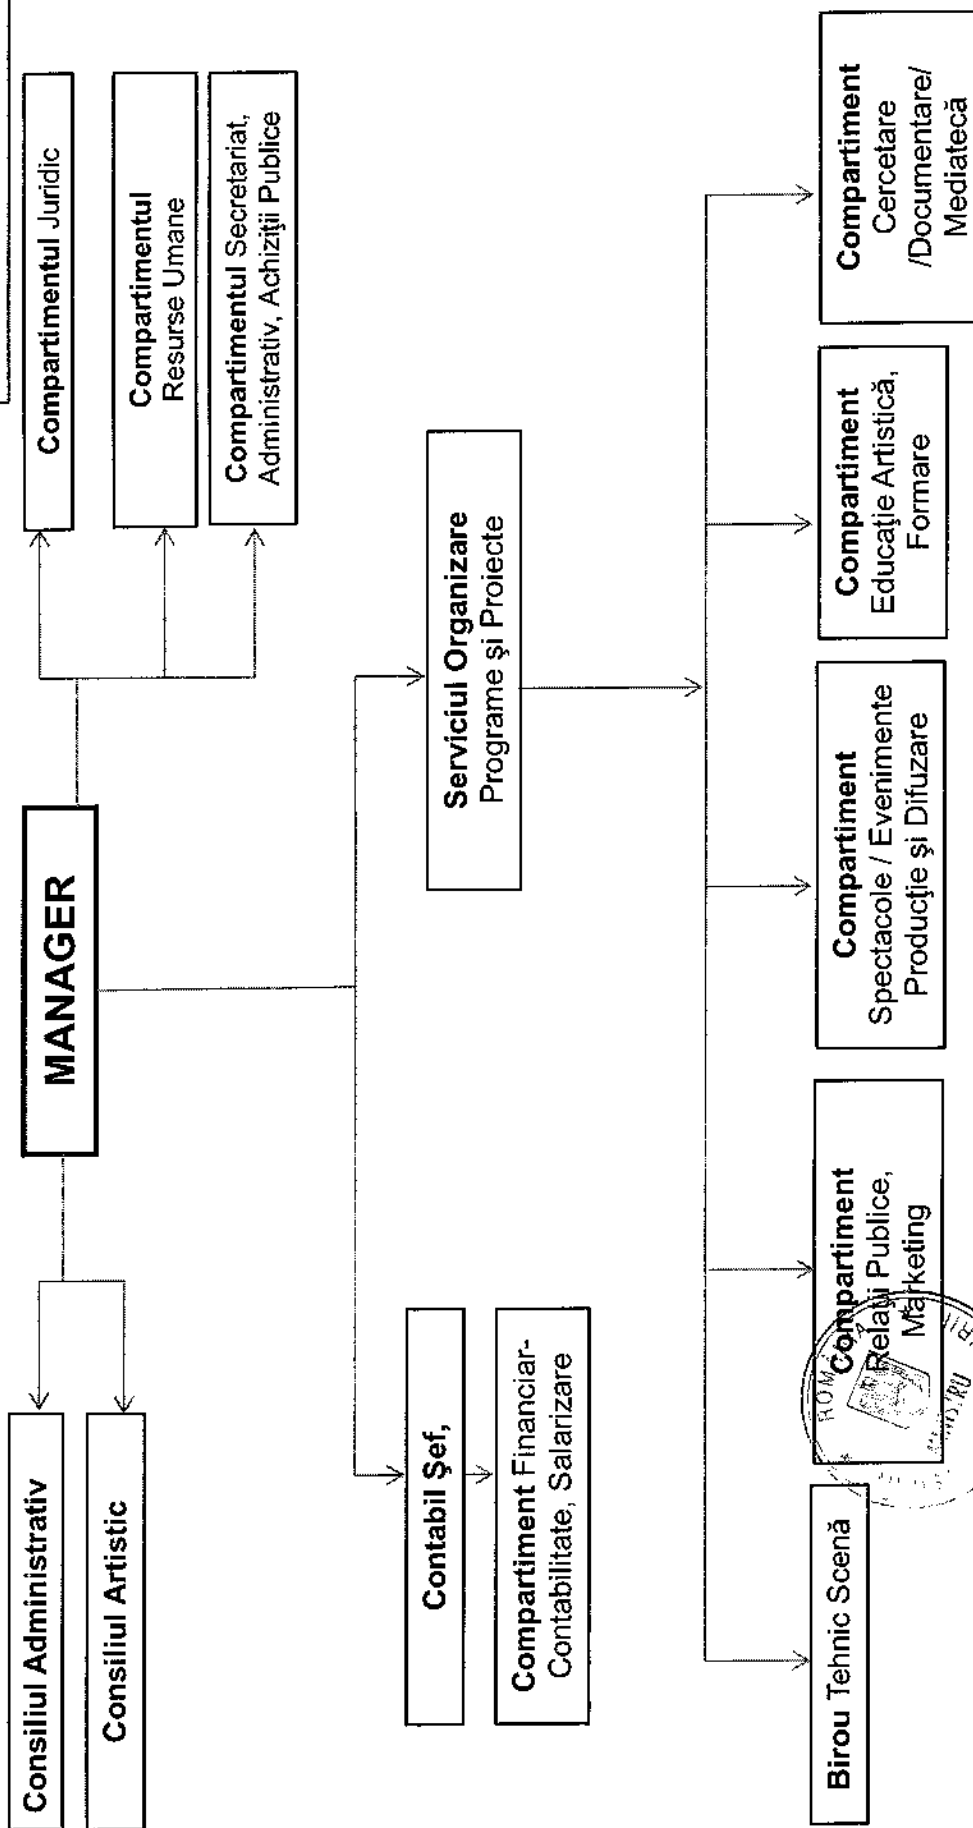 MANAGER
Consiliul Administrativ
Consiliul Artistic
Compartimentul Juridic
Compartimentul
Resurse Umane
Compartimentul Secretariat,
Administrativ, Achiziţii Publice
Contabil Şef,
Compartiment Financiar-
Contabilitate, Salarizare
Serviciul Organizare
Programe şi Proiecte
Birou Tehnic Scenă
Compartiment
Relaţii Publice,
Marketing
Compartiment
Spectacole / Evenimente
Producţie şi Difuzare
Compartiment
Educaţie Artistică,
Formare
Compartiment
Cercetare
/Documentare/
Mediatecă